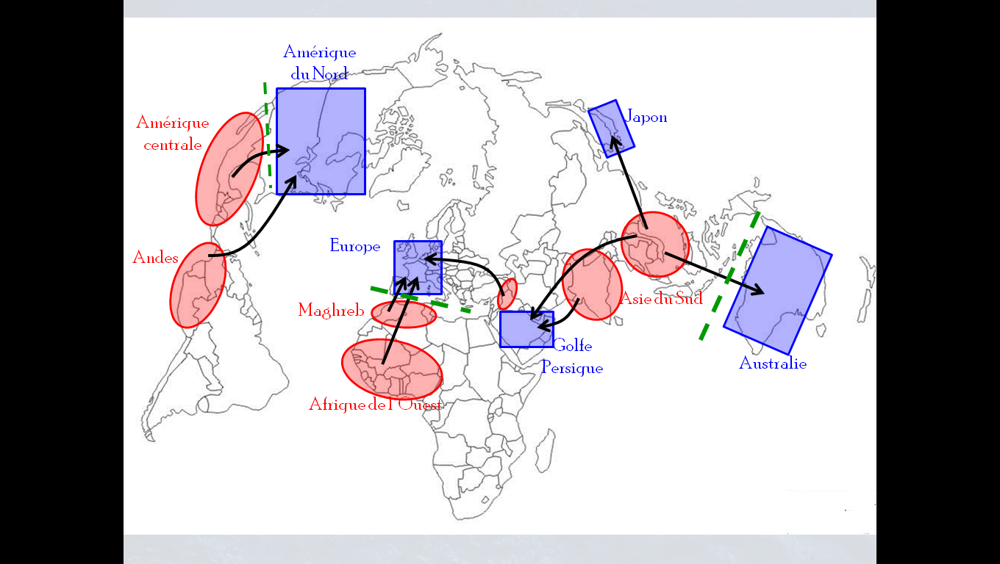 Amérique
du Nord
Amérique
centrale
Japon
Europe
Andes
Maghreb
Asie du Sud
Golfe
Persique
Australie
Afrique de l'Ouest